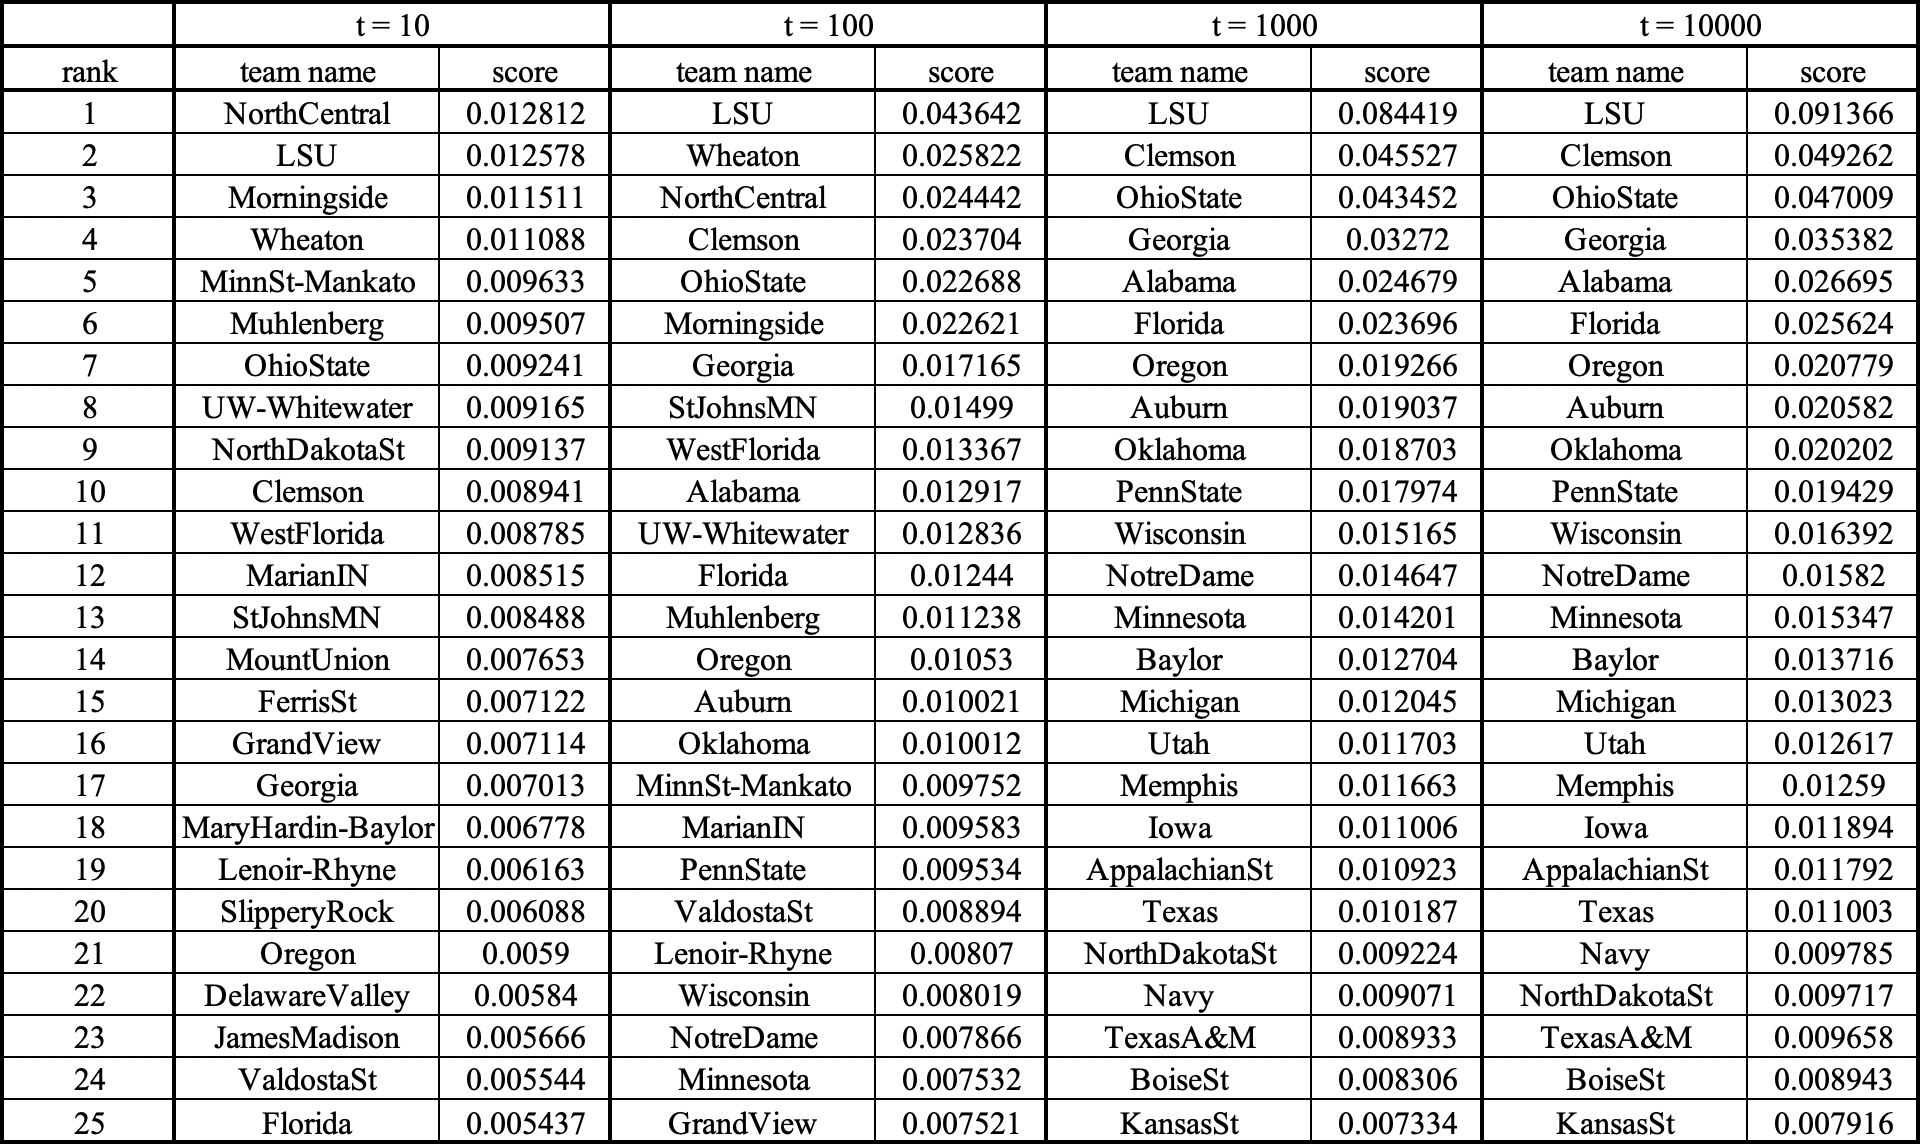 t = 10 t = 100 t = 1000 t = 10000
rank team name score team name score team name score team name score
1 NorthCentral 0.012812 LSU 0.043642 LSU 0.084419 LSU 0.091366
2 LSU 0.012578 Wheaton 0.025822 Clemson 0.045527 Clemson 0.049262
3 Morningside 0.011511 NorthCentral 0.024442 OhioState 0.043452 OhioState 0.047009
4 Wheaton 0.011088 Clemson 0.023704 Georgia 0.03272 Georgia 0.035382
5 MinnSt-Mankato 0.009633 OhioState 0.022688 Alabama 0.024679 Alabama 0.026695
6 Muhlenberg 0.009507 Morningside 0.022621 Florida 0.023696 Florida 0.025624
7 OhioState 0.009241 Georgia 0.017165 Oregon 0.019266 Oregon 0.020779
8 UW-Whitewater 0.009165 StJohnsMN 0.01499 Auburn 0.019037 Auburn 0.020582
9 NorthDakotaSt 0.009137 WestFlorida 0.013367 Oklahoma 0.018703 Oklahoma 0.020202
10 Clemson 0.008941 Alabama 0.012917 PennState 0.017974 PennState 0.019429
11 WestFlorida 0.008785 UW-Whitewater 0.012836 Wisconsin 0.015165 Wisconsin 0.016392
12 MarianIN 0.008515 Florida 0.01244 NotreDame 0.014647 NotreDame 0.01582
13 StJohnsMN 0.008488 Muhlenberg 0.011238 Minnesota 0.014201 Minnesota 0.015347
14 MountUnion 0.007653 Oregon 0.01053 Baylor 0.012704 Baylor 0.013716
15 FerrisSt 0.007122 Auburn 0.010021 Michigan 0.012045 Michigan 0.013023
16 GrandView 0.007114 Oklahoma 0.010012 Utah 0.011703 Utah 0.012617
17 Georgia 0.007013 MinnSt-Mankato 0.009752 Memphis 0.011663 Memphis 0.01259
18 MaryHardin-Baylor 0.006778 MarianIN 0.009583 Iowa 0.011006 Iowa 0.011894
19 Lenoir-Rhyne 0.006163 PennState 0.009534 AppalachianSt 0.010923 AppalachianSt 0.011792
20 SlipperyRock 0.006088 ValdostaSt 0.008894 Texas 0.010187 Texas 0.011003
21 Oregon 0.0059 Lenoir-Rhyne 0.00807 NorthDakotaSt 0.009224 Navy 0.009785
22 DelawareValley 0.00584 Wisconsin 0.008019 Navy 0.009071 NorthDakotaSt 0.009717
23 JamesMadison 0.005666 NotreDame 0.007866 TexasA&M 0.008933 TexasA&M 0.009658
24 ValdostaSt 0.005544 Minnesota 0.007532 BoiseSt 0.008306 BoiseSt 0.008943
25 Florida 0.005437 GrandView 0.007521 KansasSt 0.007334 KansasSt 0.007916